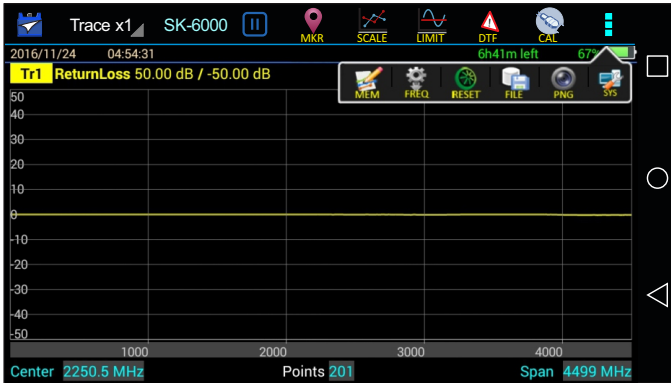 Trace x1 SK-6000 MKR SCALE LIMIT DTF CAL
2016/11/24 04:54:31 6h41m left 67%
Tr1 ReturnLoss 50.00 dB / -50.00 dB
MEM FREQ RESET FILE PNG SYS
50
40
30
20
10
0
-10
-20
-30
-40
-50
1000 2000 3000 4000
Center 2250.5 MHz Points 201 Span 4499 MHz